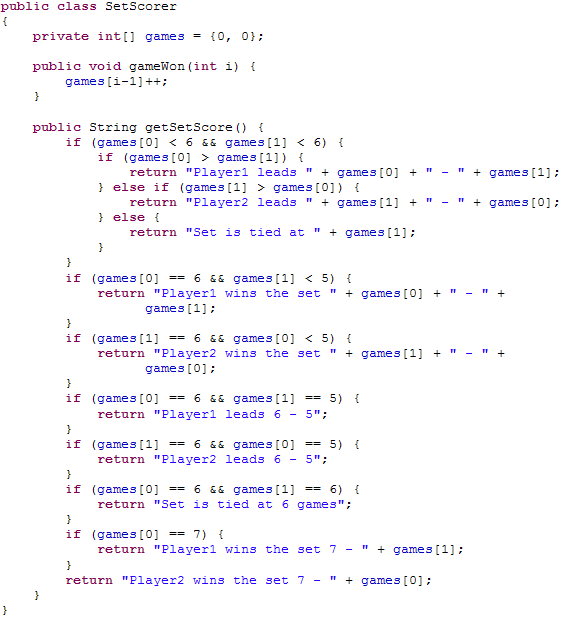 public class SetScorer
{
    private int[] games = {0, 0};

    public void gameWon(int i) {
        games[i-1]++;
    }

    public String getSetScore() {
        if (games[0] < 6 && games[1] < 6) {
            if (games[0] > games[1]) {
                return "Player1 leads " + games[0] + " - " + games[1];
            } else if (games[1] > games[0]) {
                return "Player2 leads " + games[1] + " - " + games[0];
            } else {
                return "Set is tied at " + games[1];
            }
        }
        if (games[0] == 6 && games[1] < 5) {
            return "Player1 wins the set " + games[0] + " - " +
                  games[1];
        }
        if (games[1] == 6 && games[0] < 5) {
            return "Player2 wins the set " + games[1] + " - " +
                  games[0];
        }
        if (games[0] == 6 && games[1] == 5) {
            return "Player1 leads 6 - 5";
        }
        if (games[1] == 6 && games[0] == 5) {
            return "Player2 leads 6 - 5";
        }
        if (games[0] == 6 && games[1] == 6) {
            return "Set is tied at 6 games";
        }
        if (games[0] == 7) {
            return "Player1 wins the set 7 - " + games[1];
        }
        return "Player2 wins the set 7 - " + games[0];
    }
}